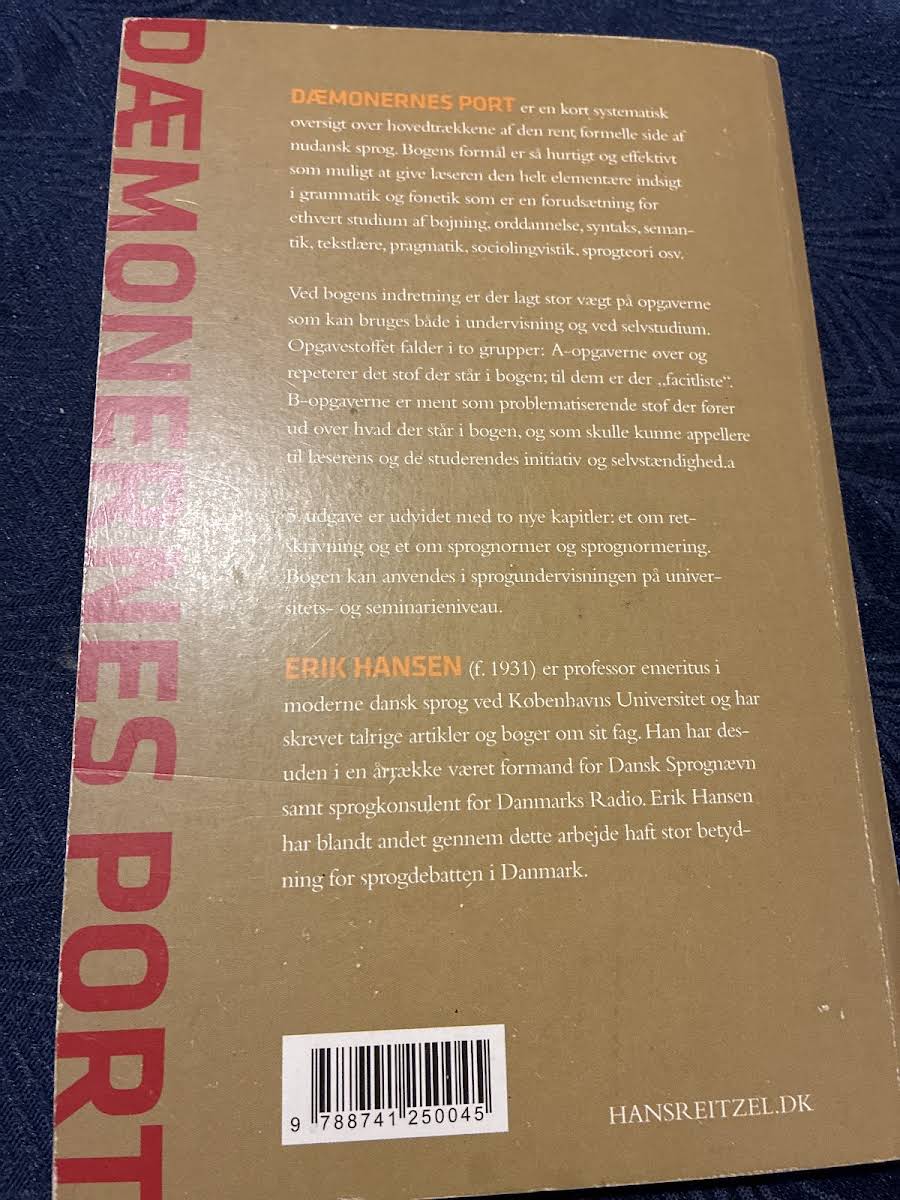 DÆMONERNES PORT
DÆMONERNES PORT er en kort systematisk
oversigt over hovedtrækkene af den rent formelle side af
nudansk sprog. Bogens formål er så hurtigt og effektivt
som muligt at give læseren den helt elementære indsigt
i grammatik og fonetik som er en forudsætning for
ethvert studium af bøjning, orddannelse, syntaks, seman-
tik, tekstlære, pragmatik, sociolingvistik, sprogteori osv.
Ved bogens indretning er der lagt stor vægt på opgaverne
som kan bruges både i undervisning og ved selvstudium.
Opgavestoffet falder i to grupper: A-opgaverne øver og
repeterer det stof der står i bogen; til dem er der „facitliste“.
B-opgaverne er ment som problematiserende stof der fører
ud over hvad der står i bogen, og som skulle kunne appellere
til læserens og de studerendes initiativ og selvstændighed.a
5. udgave er udvidet med to nye kapitler: et om ret-
skrivning og et om sprognormer og sprognormering.
Bogen kan anvendes i sprogundervisningen på univer-
sitets- og seminarieniveau.
ERIK HANSEN (f. 1931) er professor emeritus i
moderne dansk sprog ved Københavns Universitet og har
skrevet talrige artikler og bøger om sit fag. Han har des-
uden i en årrække været formand for Dansk Sprognævn
samt sprogkonsulent for Danmarks Radio. Erik Hansen
har blandt andet gennem dette arbejde haft stor betyd-
ning for sprogdebatten i Danmark.
9 788741 250045
HANSREITZEL.DK